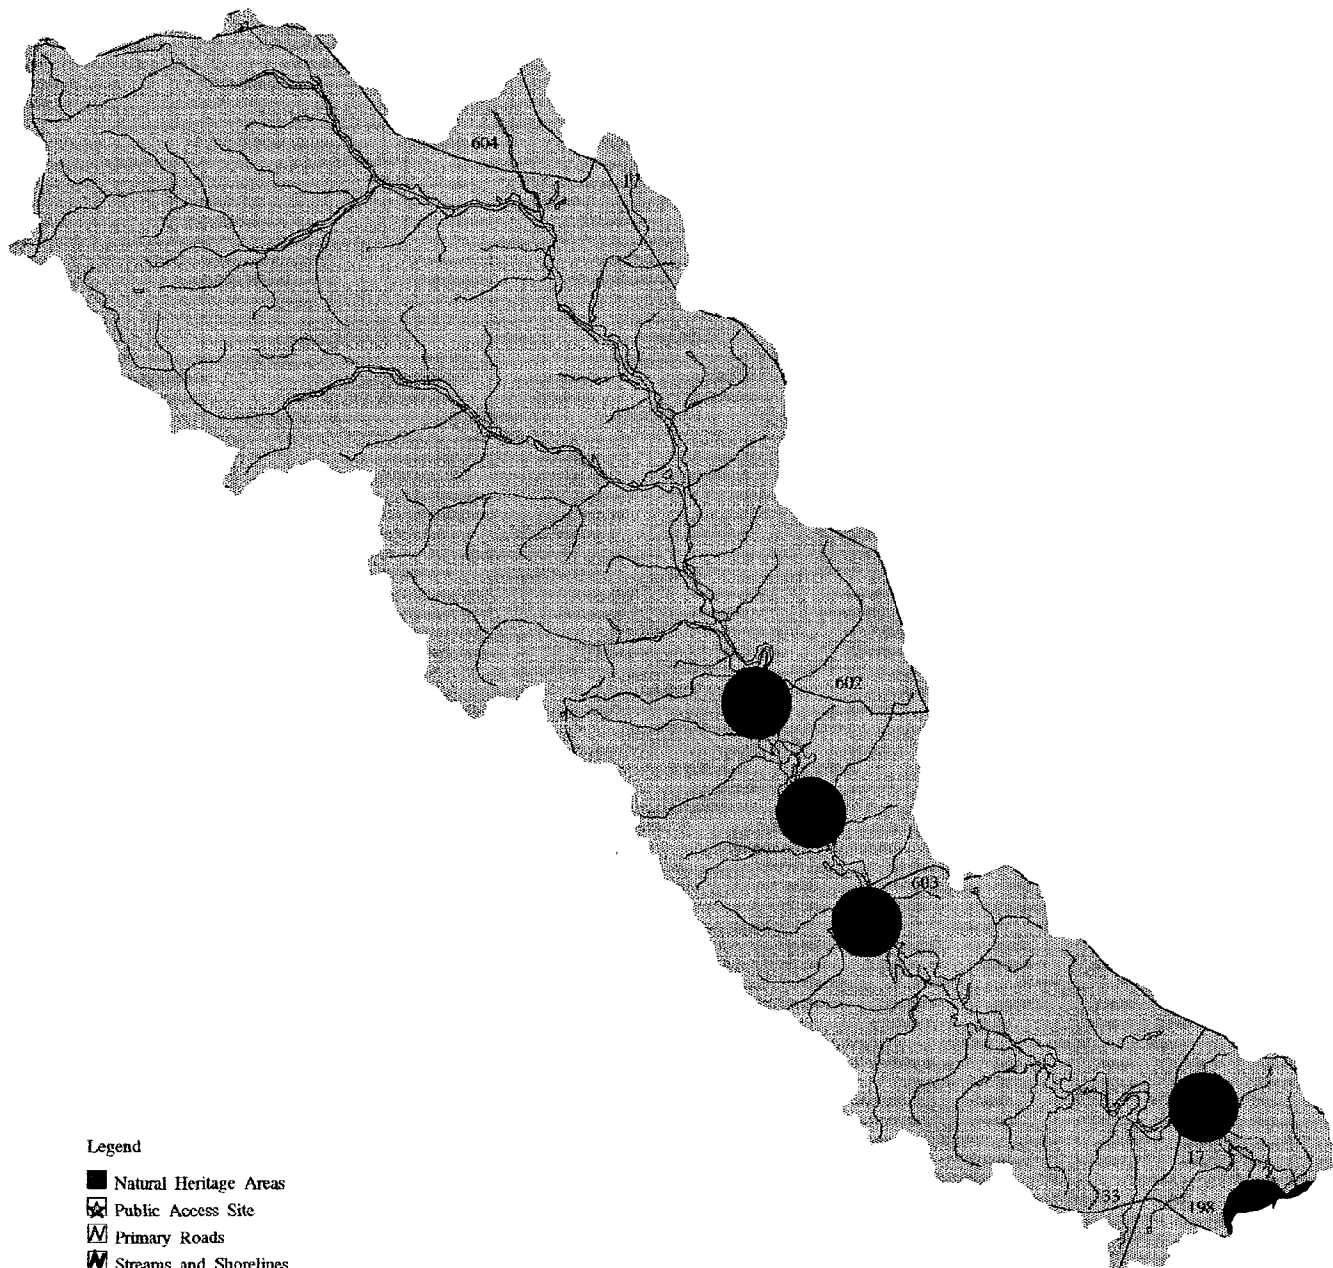 604
17
602
603
17
33
198
Legend
Natural Heritage Areas
Public Access Site
Primary Roads
Streams and Shorelines